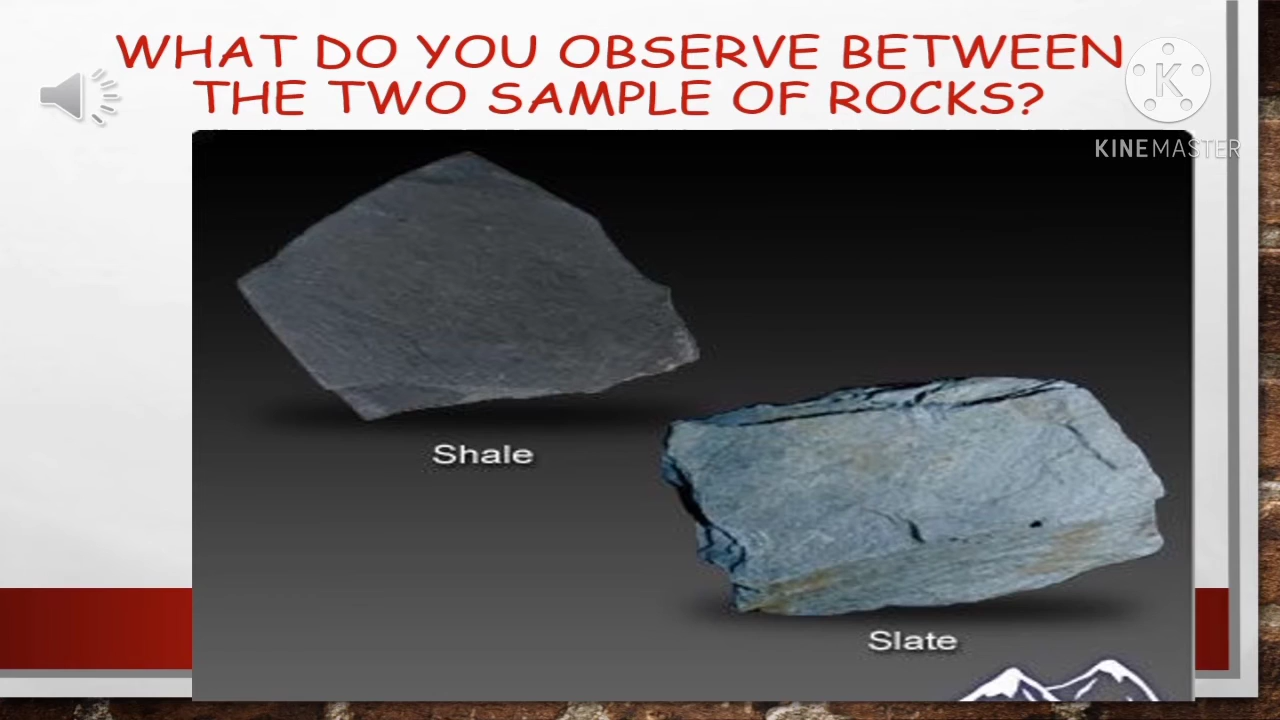 WHAT DO YOU OBSERVE BETWEEN
THE TWO SAMPLE OF ROCKS?
K
KINEMASTER
Shale
Slate